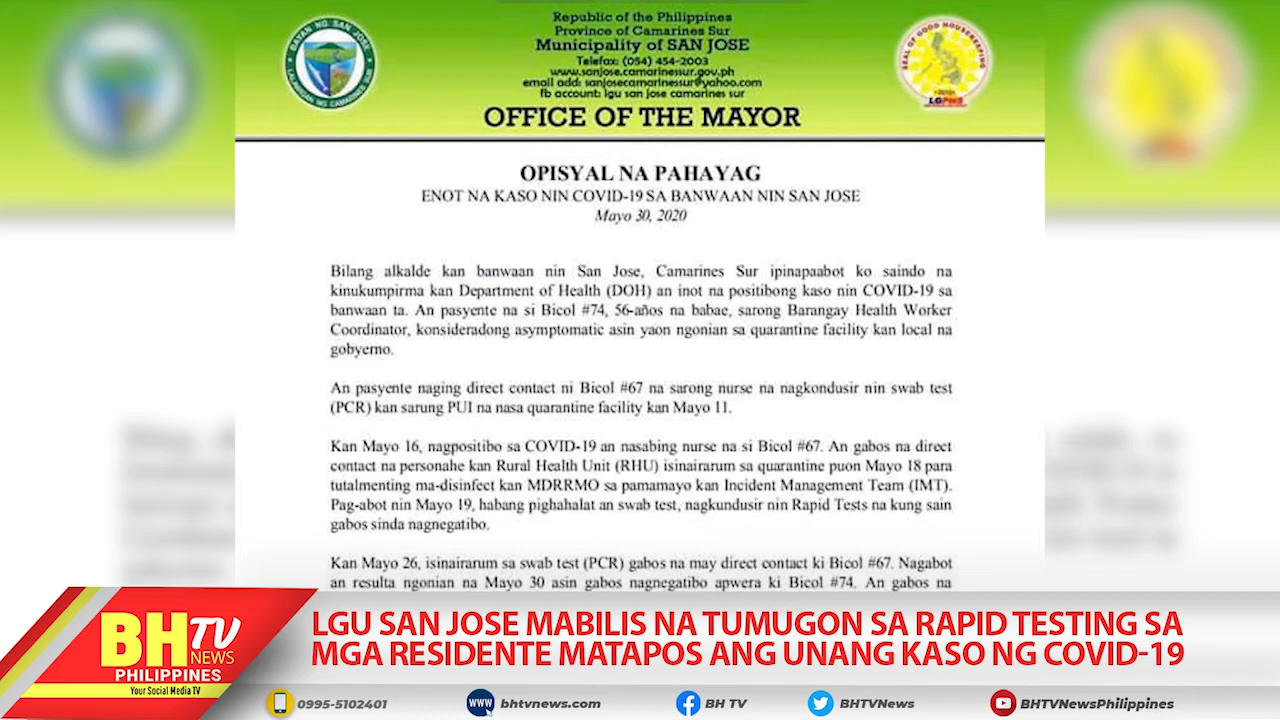 Republic of the Philippines
Province of Camarines Sur
Municipality of SAN JOSE
Telefax: (054) 454-2003
www.sanjose.camarinessur.gov.ph
email add: sanjosecamarinessur@yahoo.com
fb account: lgu san jose camarines sur
OFFICE OF THE MAYOR
BAYAN NG SAN JOSE
LALAWIGAN NG CAMARINES SUR
SEAL OF GOOD HOUSEKEEPING
OPISYAL NA PAHAYAG
ENOT NA KASO NIN COVID-19 SA BANWAAN NIN SAN JOSE
Mayo 30, 2020
Bilang alkalde kan banwaan nin San Jose, Camarines Sur ipinapaabot ko saindo na
kinukumpirma kan Department of Health (DOH) an inot na positibong kaso nin COVID-19 sa
banwaan ta. An pasyente na si Bicol #74, 56-años na babae, sarong Barangay Health Worker
Coordinator, konsideradong asymptomatic asin yaon ngonian sa quarantine facility kan local na
gobyerno.
An pasyente naging direct contact ni Bicol #67 na sarong nurse na nagkondusir nin swab test
(PCR) kan sarung PUI na nasa quarantine facility kan Mayo 11.
Kan Mayo 16, nagpositibo sa COVID-19 an nasabing nurse na si Bicol #67. An gabos na direct
contact na personahe kan Rural Health Unit (RHU) isinairarum sa quarantine puon Mayo 18 para
tutalmenting ma-disinfect kan MDRRMO sa pamamayo kan Incident Management Team (IMT).
Pag-abot nin Mayo 19, habang pighahalat an swab test, nagkundusir nin Rapid Tests na kung sain
gabos sinda nagnegatibo.
Kan Mayo 26, isinairarum sa swab test (PCR) gabos na may direct contact ki Bicol #67. Nagabot
an resulta ngonian na Mayo 30 asin gabos nagnegatibo apwera ki Bicol #74. An gabos na
BHTV
NEWS
PHILIPPINES
Your Social Media TV
LGU SAN JOSE MABILIS NA TUMUGON SA RAPID TESTING SA
MGA RESIDENTE MATAPOS ANG UNANG KASO NG COVID-19
0995-5102401
www
bhtvnews.com
BH TV
BHTVNews
BHTVNewsPhilippines